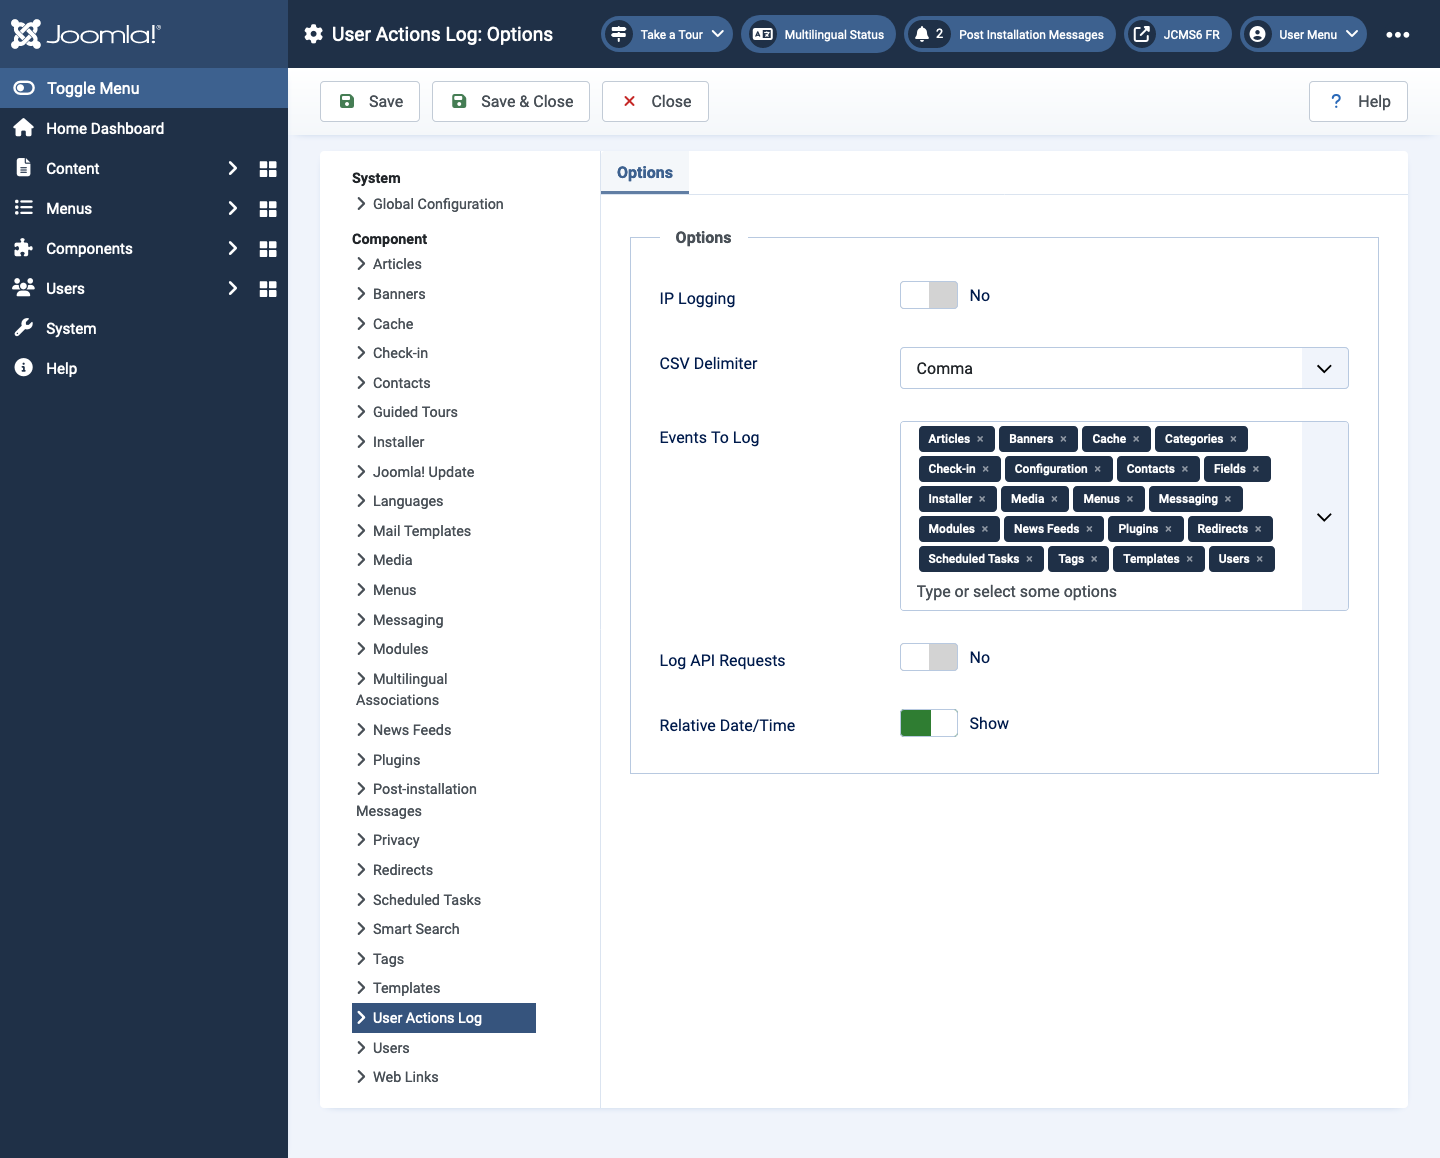 Joomla!®
User Actions Log: Options
Take a Tour
Multilingual Status
2 Post Installation Messages
JCMS6 FR
User Menu
Toggle Menu
Home Dashboard
Content
Menus
Components
Users
System
Help
Save
Save & Close
Close
? Help
System
Global Configuration
Component
Articles
Banners
Cache
Check-in
Contacts
Guided Tours
Installer
Joomla! Update
Languages
Mail Templates
Media
Menus
Messaging
Modules
Multilingual
Associations
News Feeds
Plugins
Post-installation
Messages
Privacy
Redirects
Scheduled Tasks
Smart Search
Tags
Templates
User Actions Log
Users
Web Links
Options
Options
IP Logging
No
CSV Delimiter
Comma
Events To Log
Articles × Banners × Cache × Categories ×
Check-in × Configuration × Contacts × Fields ×
Installer × Media × Menus × Messaging ×
Modules × News Feeds × Plugins × Redirects ×
Scheduled Tasks × Tags × Templates × Users ×
Type or select some options
Log API Requests
No
Relative Date/Time
Show